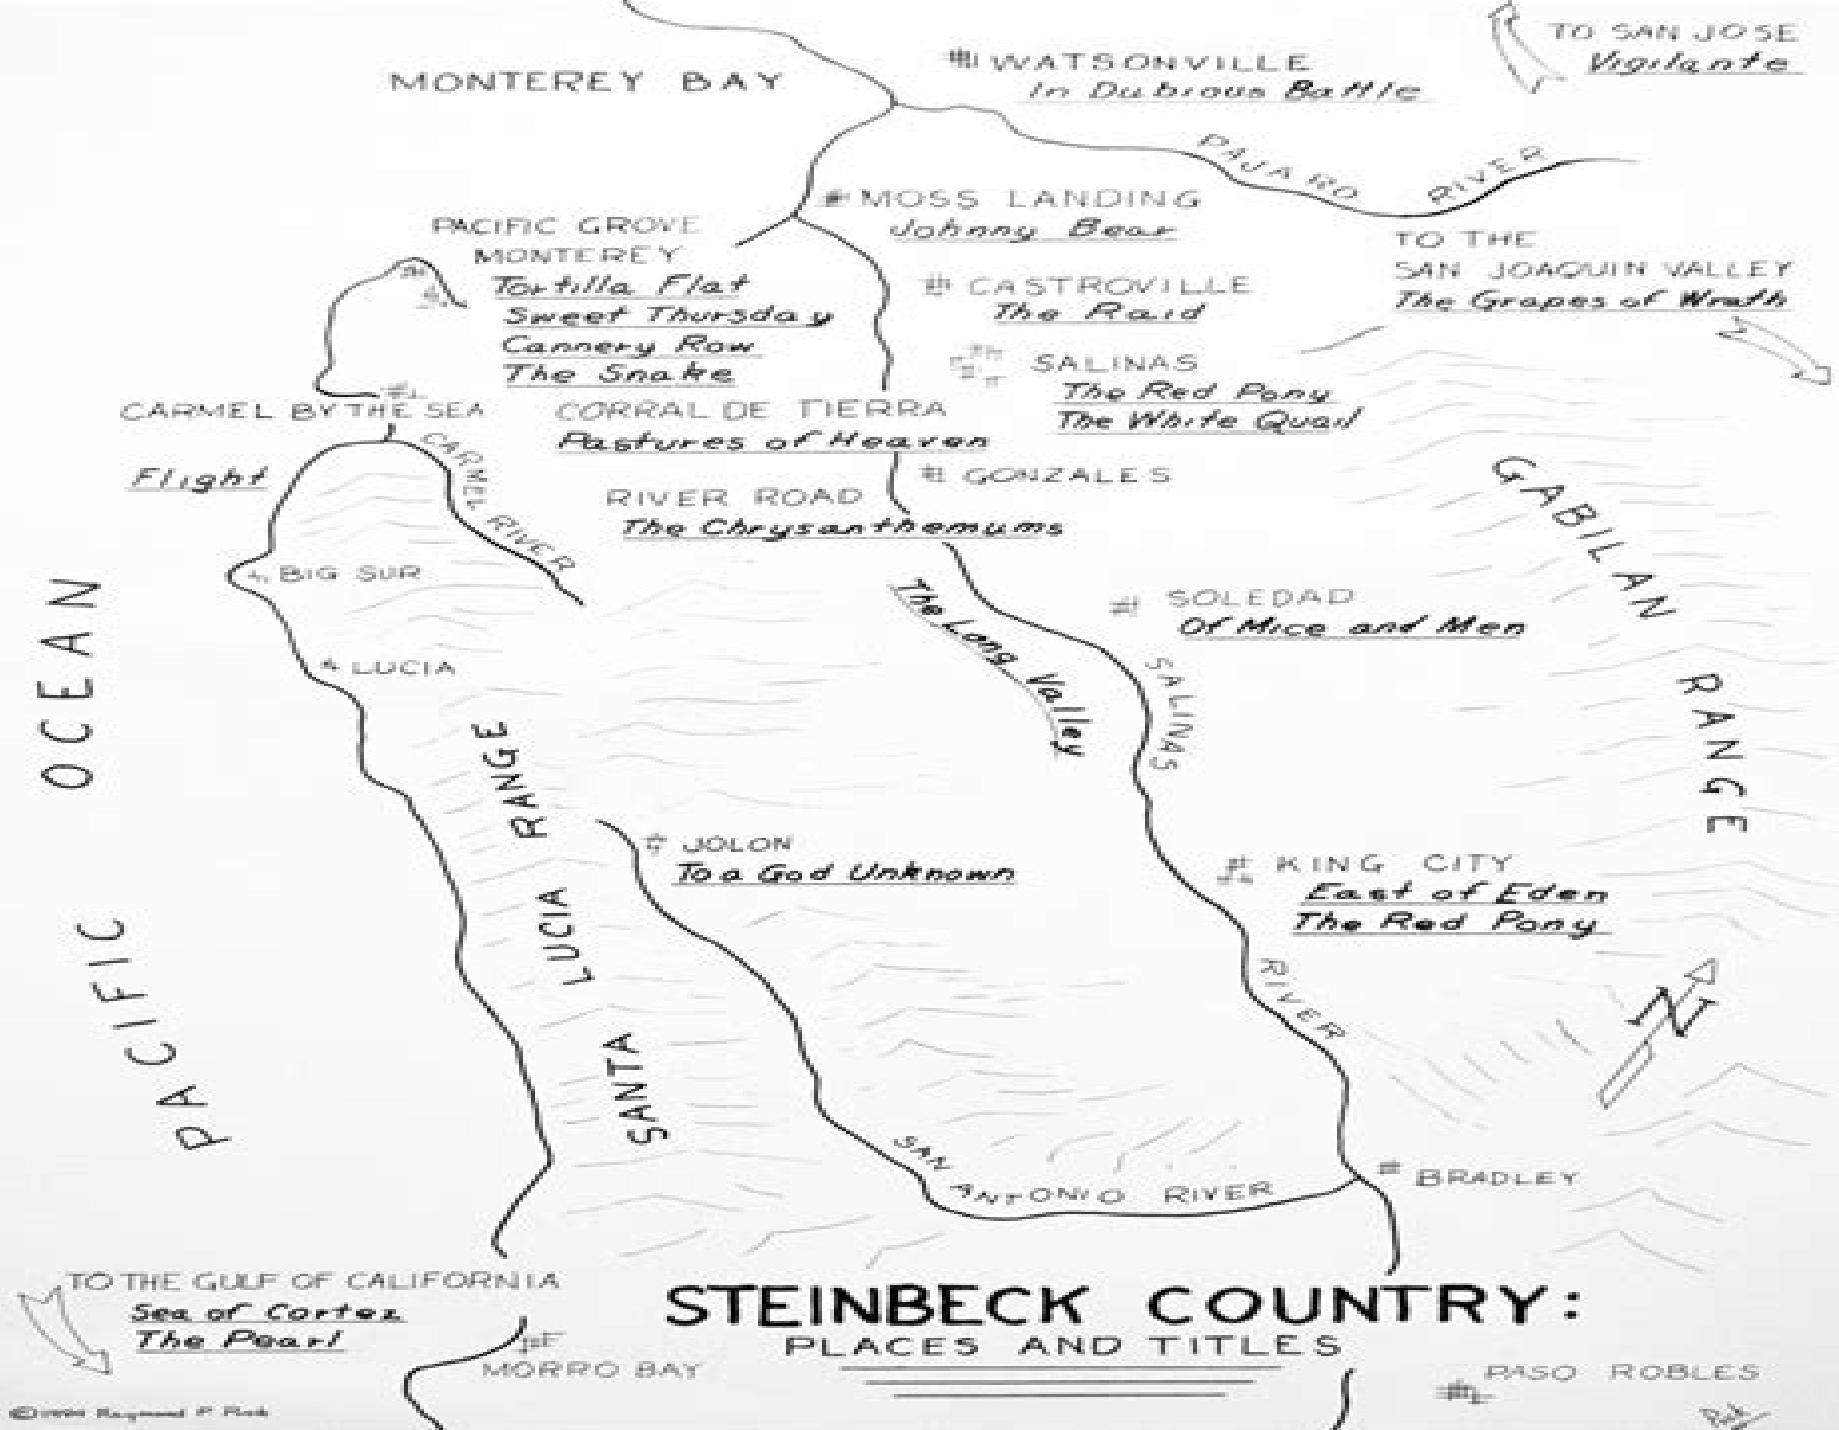 TO SAN JOSE
Vigilante
MONTEREY BAY
WATSONVILLE
In Dubious Battle
PAJARO RIVER
MOSS LANDING
Johnny Bear
PACIFIC GROVE
MONTEREY
Tortilla Flat
Sweet Thursday
Cannery Row
The Snake
TO THE
SAN JOAQUIN VALLEY
The Grapes of Wrath
CASTROVILLE
The Raid
SALINAS
The Red Pony
The White Quail
CARMEL BY THE SEA
Flight
CORRAL DE TIERRA
Pastures of Heaven
CARMEL RIVER
GONZALES
RIVER ROAD
The Chrysanthemums
GABILAN RANGE
BIG SUR
The Long Valley
SOLEDAD
Of Mice and Men
PACIFIC OCEAN
LUCIA
SALINAS RIVER
SANTA LUCIA RANGE
JOLON
To a God Unknown
KING CITY
East of Eden
The Red Pony
N
SAN ANTONIO RIVER
BRADLEY
TO THE GULF OF CALIFORNIA
Sea of Cortez
The Pearl
STEINBECK COUNTRY:
PLACES AND TITLES
MORRO BAY
PASO ROBLES
Raymond P